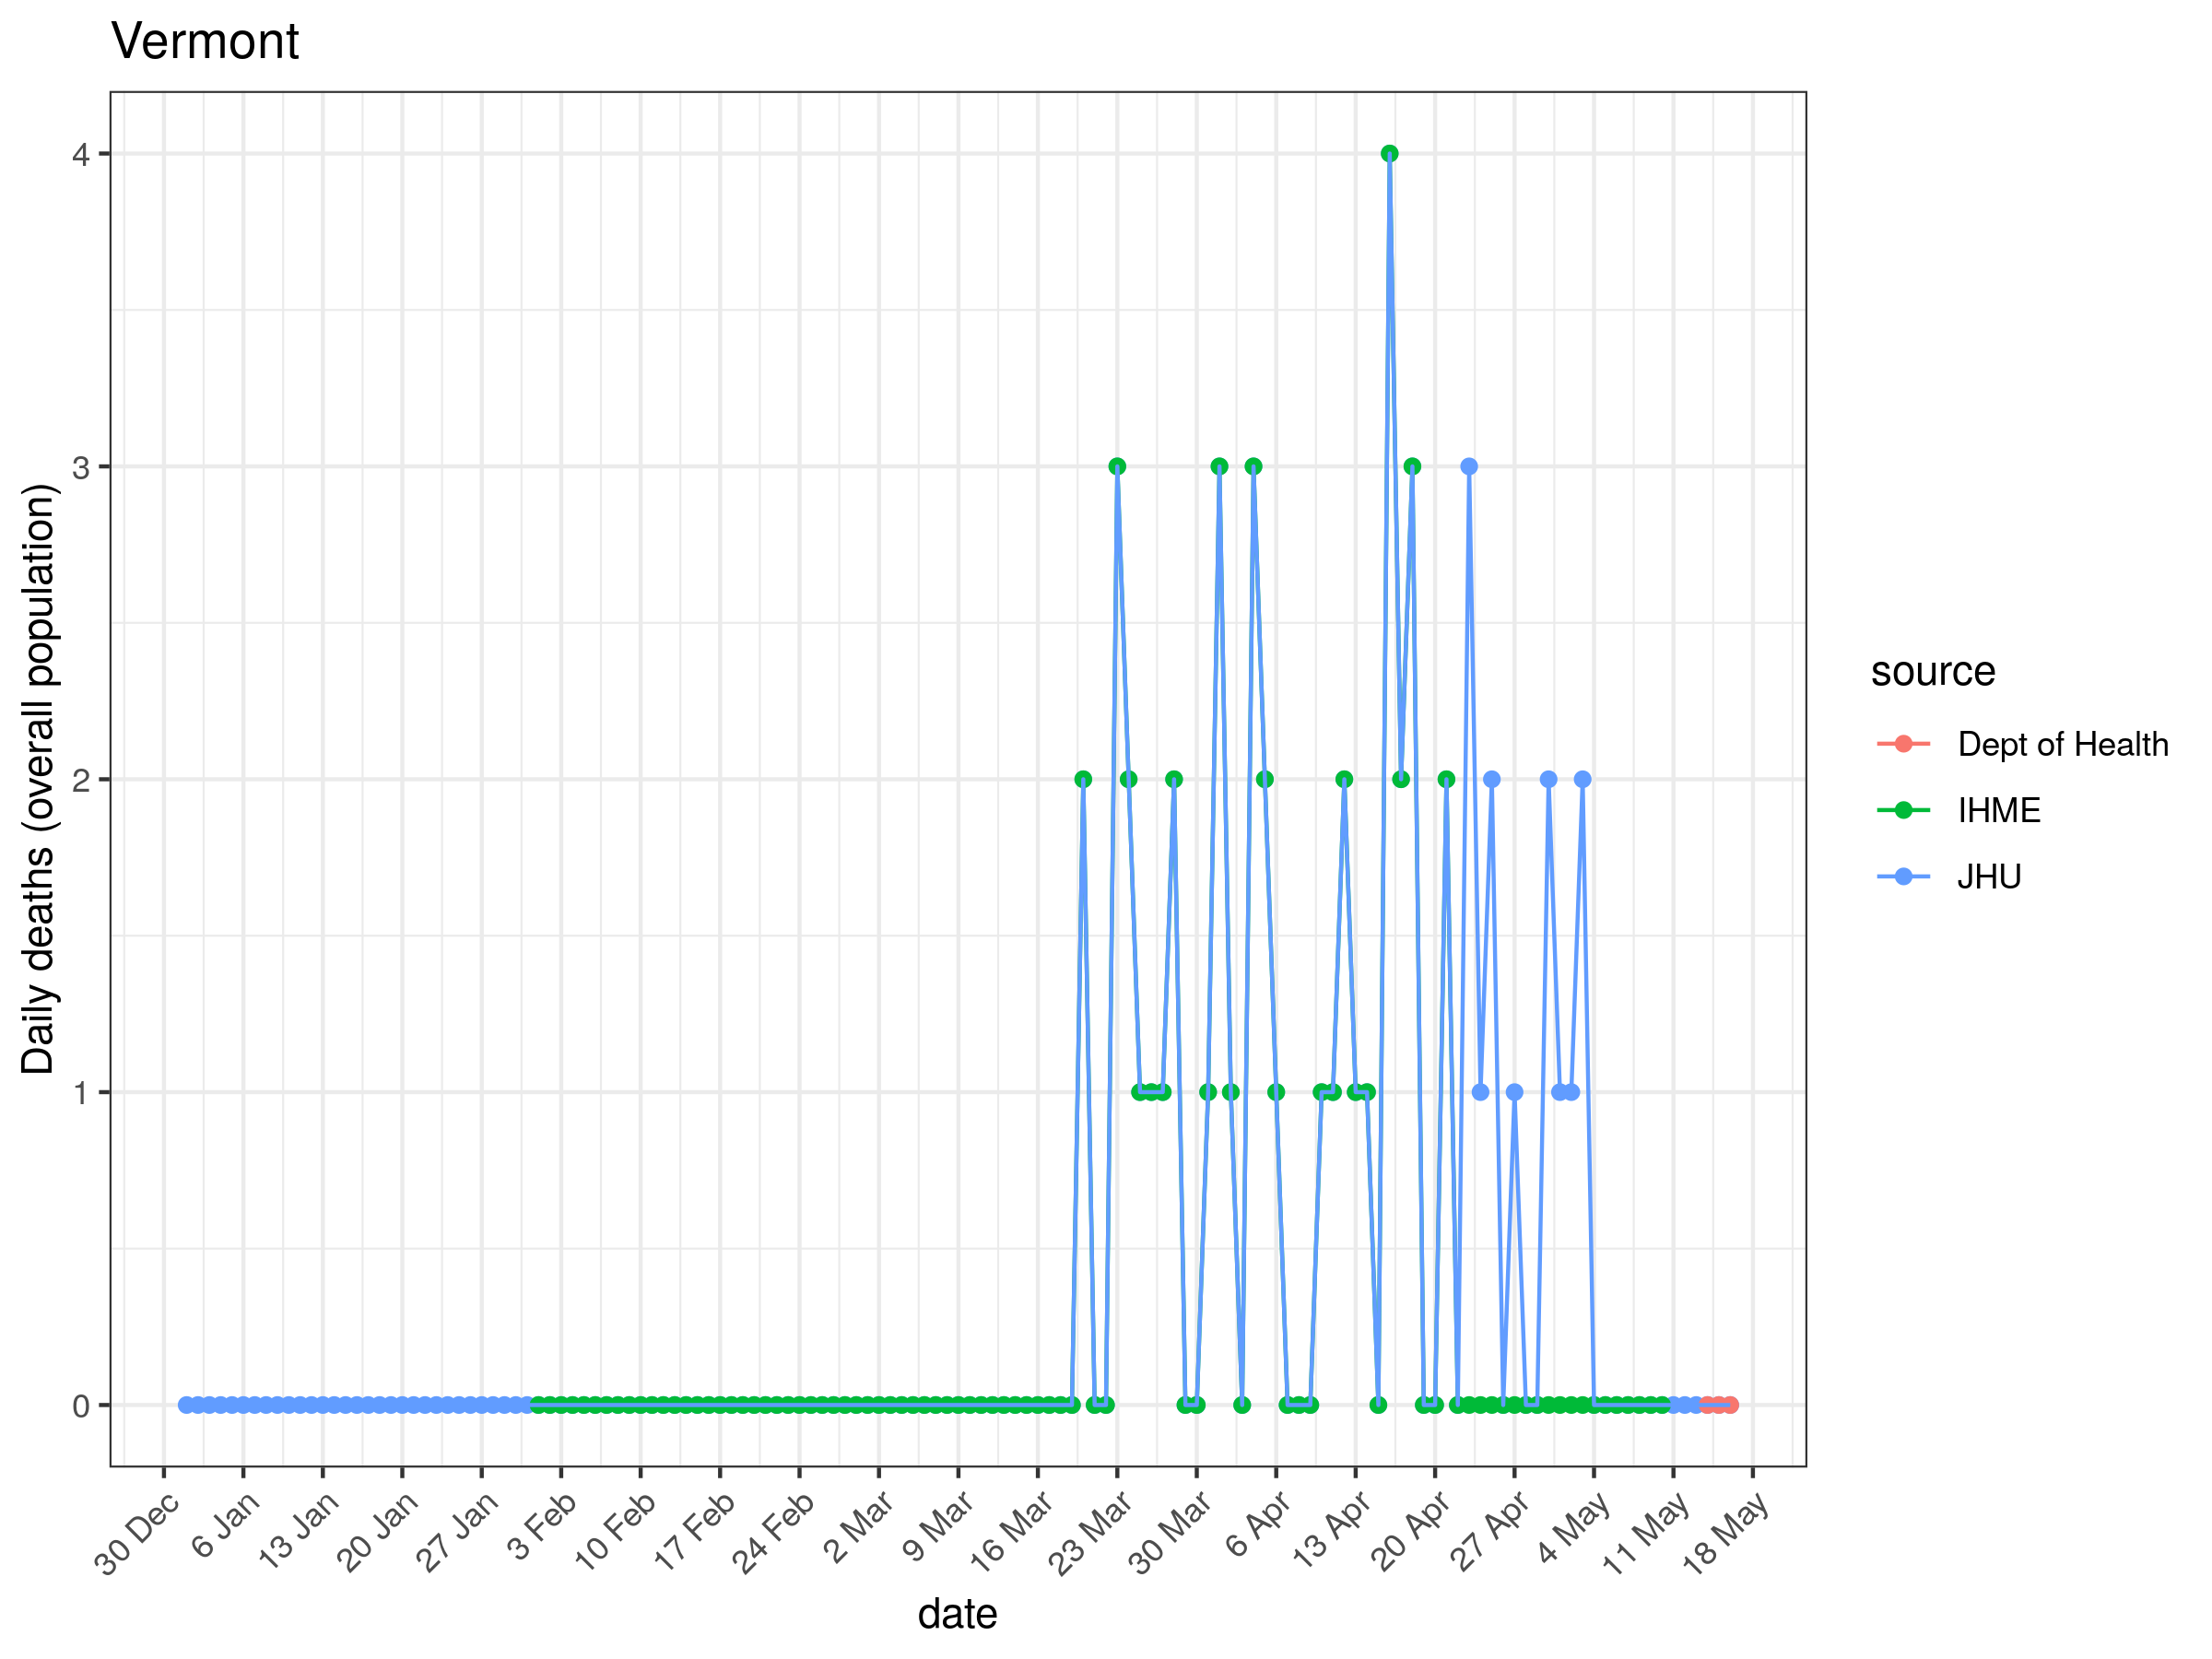 Vermont
Daily deaths (overall population)
4
3
2
1
0
30 Dec
6 Jan
13 Jan
20 Jan
27 Jan
3 Feb
10 Feb
17 Feb
24 Feb
2 Mar
9 Mar
16 Mar
23 Mar
30 Mar
6 Apr
13 Apr
20 Apr
27 Apr
4 May
11 May
18 May
date
source
Dept of Health
IHME
JHU